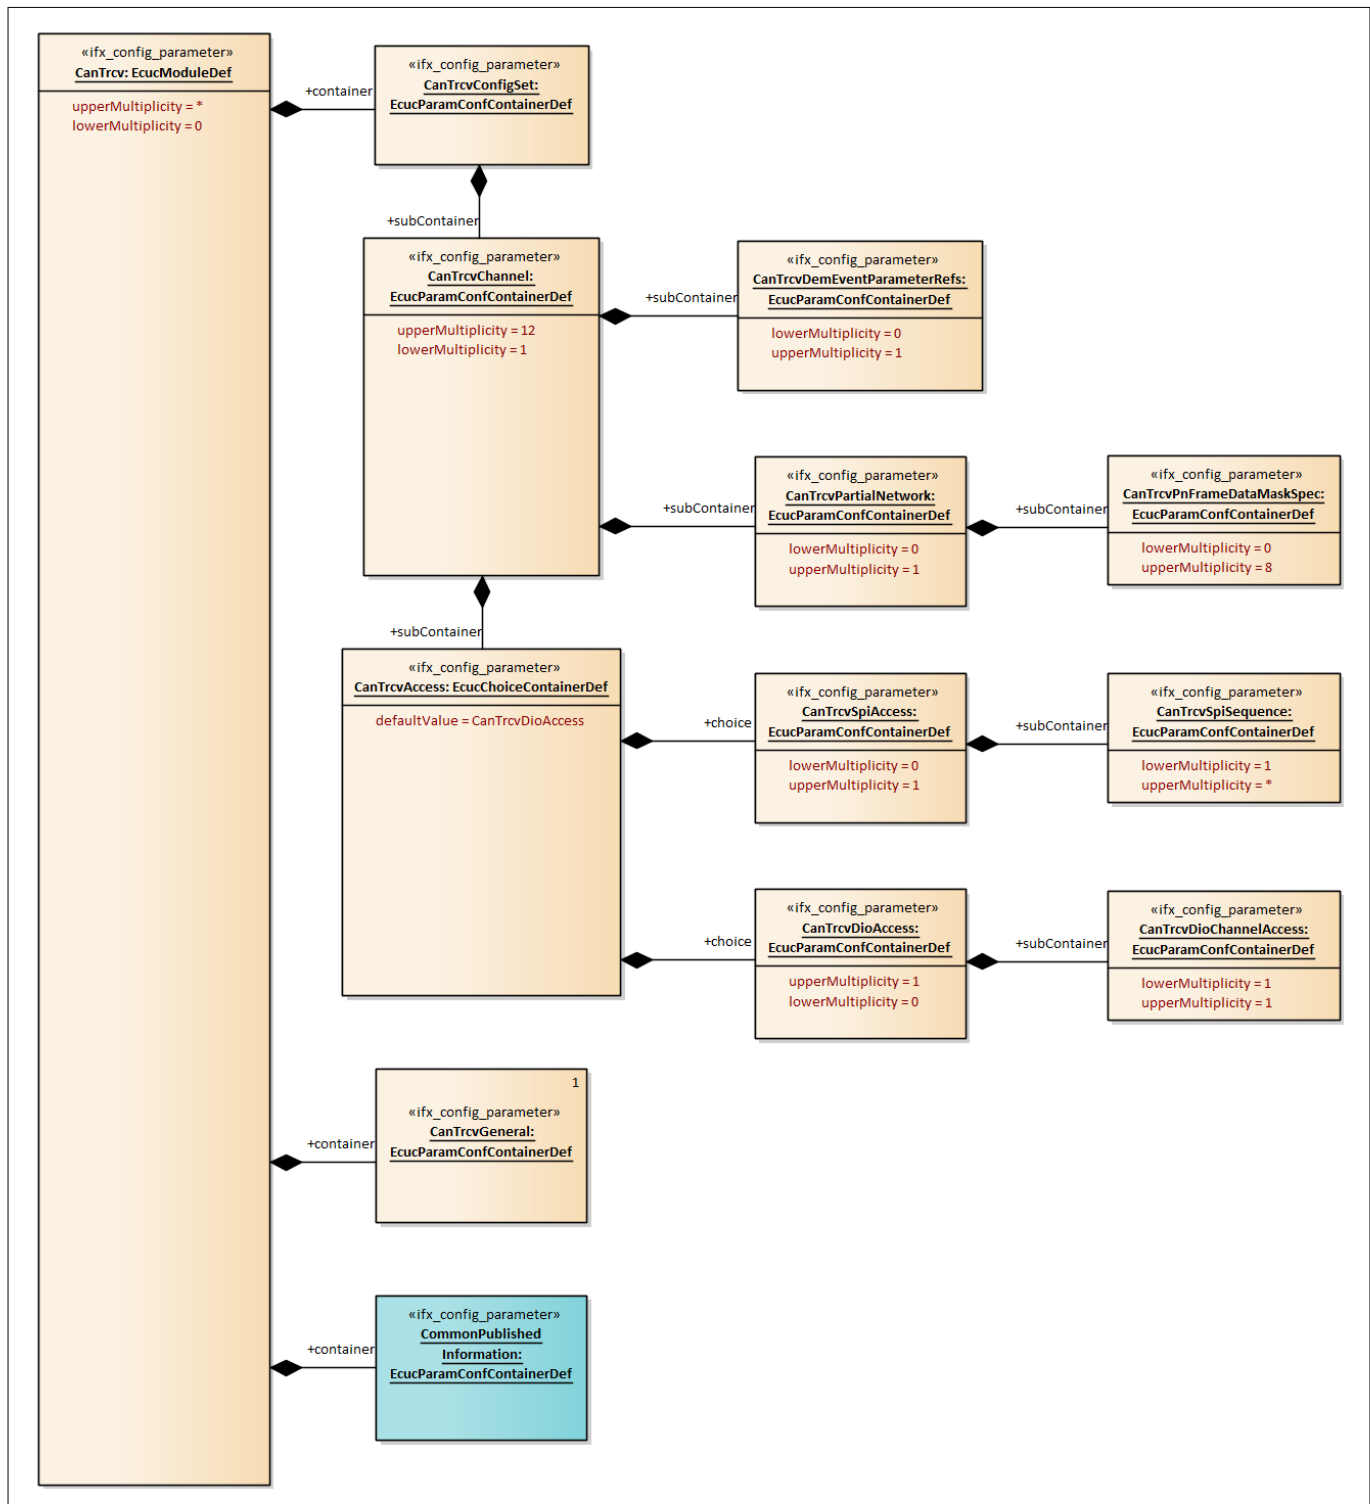 «ifx_config_parameter»
CanTrcv: EcucModuleDef
upperMultiplicity = *
lowerMultiplicity = 0
+container
«ifx_config_parameter»
CanTrcvConfigSet:
EcucParamConfContainerDef
+subContainer
«ifx_config_parameter»
CanTrcvChannel:
EcucParamConfContainerDef
upperMultiplicity = 12
lowerMultiplicity = 1
+subContainer
«ifx_config_parameter»
CanTrcvDemEventParameterRefs:
EcucParamConfContainerDef
lowerMultiplicity = 0
upperMultiplicity = 1
+subContainer
«ifx_config_parameter»
CanTrcvPartialNetwork:
EcucParamConfContainerDef
lowerMultiplicity = 0
upperMultiplicity = 1
+subContainer
«ifx_config_parameter»
CanTrcvPnFrameDataMaskSpec:
EcucParamConfContainerDef
lowerMultiplicity = 0
upperMultiplicity = 8
+subContainer
«ifx_config_parameter»
CanTrcvAccess: EcucChoiceContainerDef
defaultValue = CanTrcvDioAccess
+choice
«ifx_config_parameter»
CanTrcvSpiAccess:
EcucParamConfContainerDef
lowerMultiplicity = 0
upperMultiplicity = 1
+subContainer
«ifx_config_parameter»
CanTrcvSpiSequence:
EcucParamConfContainerDef
lowerMultiplicity = 1
upperMultiplicity = *
+choice
«ifx_config_parameter»
CanTrcvDioAccess:
EcucParamConfContainerDef
upperMultiplicity = 1
lowerMultiplicity = 0
+subContainer
«ifx_config_parameter»
CanTrcvDioChannelAccess:
EcucParamConfContainerDef
lowerMultiplicity = 1
upperMultiplicity = 1
+container
1
«ifx_config_parameter»
CanTrcvGeneral:
EcucParamConfContainerDef
+container
«ifx_config_parameter»
CommonPublished
Information:
EcucParamConfContainerDef